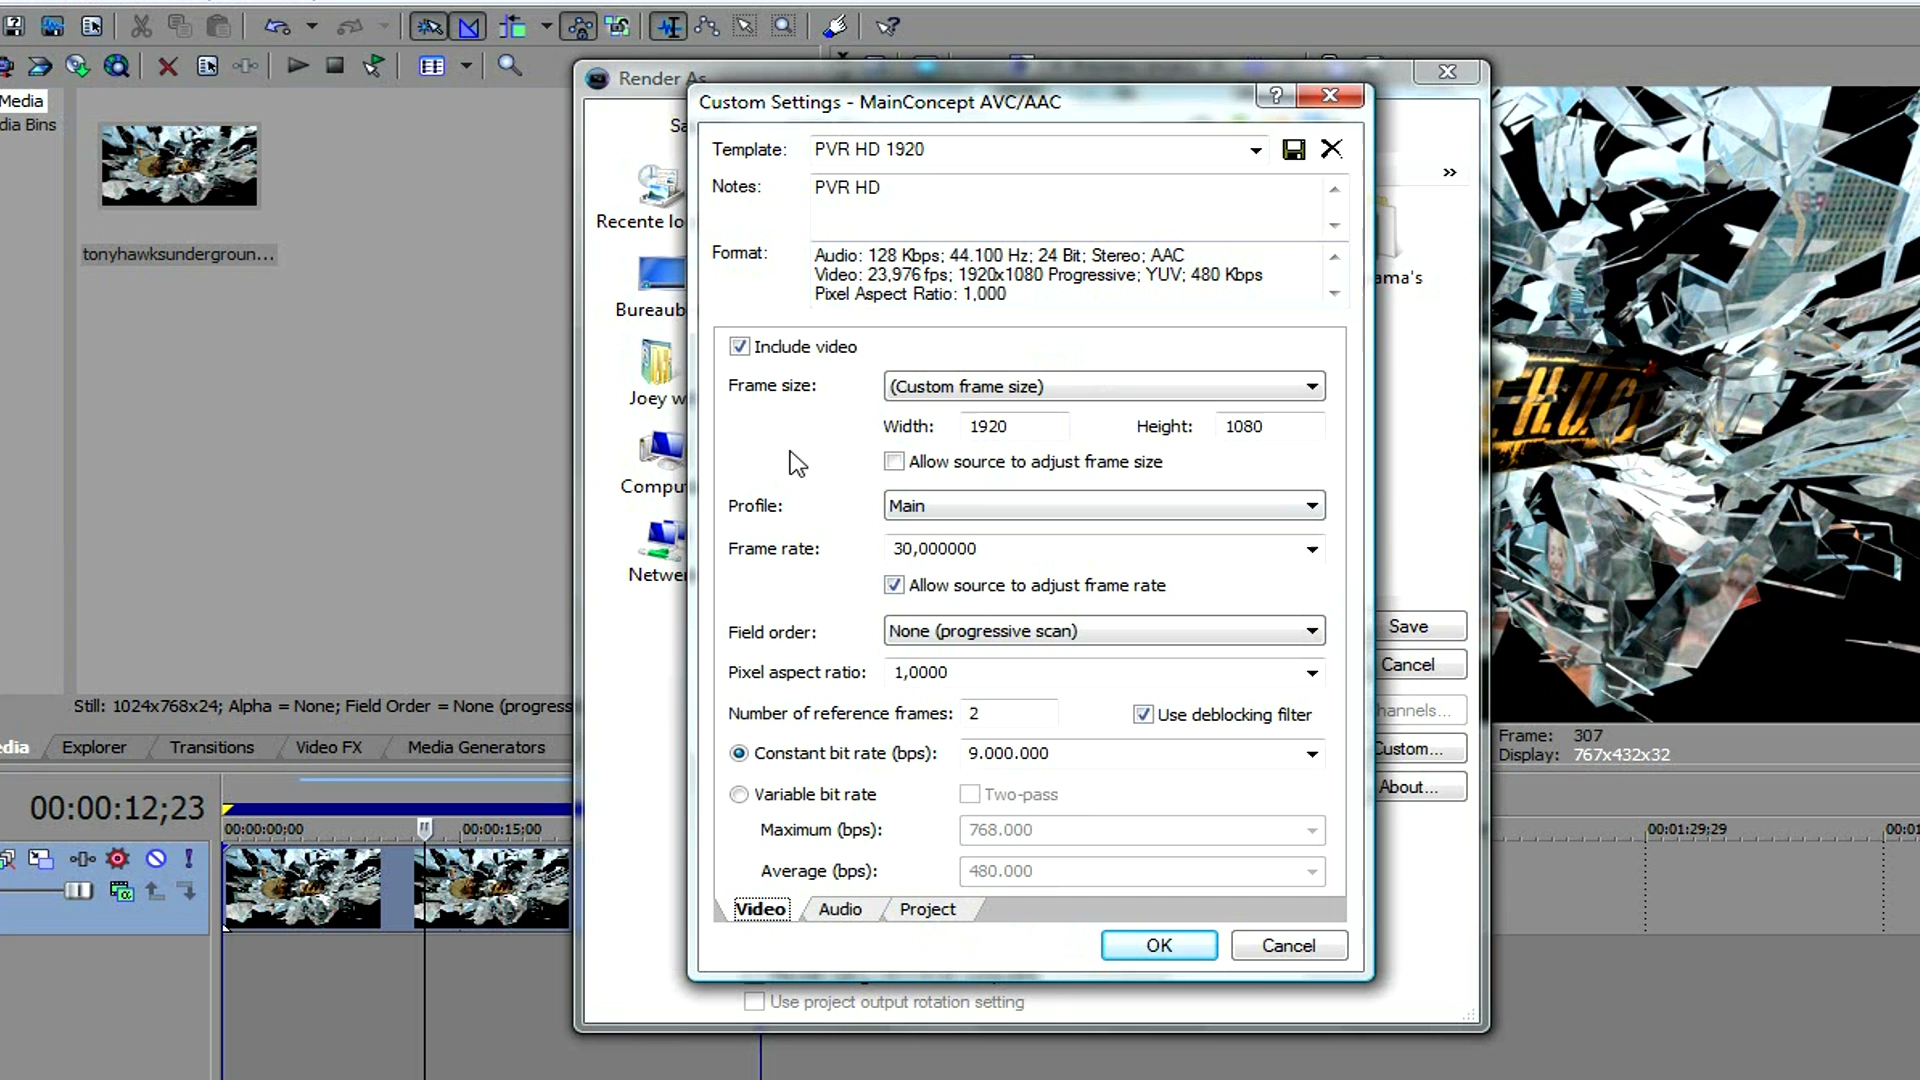 Render As
Custom Settings - MainConcept AVC/AAC
Media
Template: PVR HD 1920
Notes: PVR HD
Format: Audio: 128 Kbps; 44.100 Hz; 24 Bit; Stereo; AAC
Video: 23,976 fps; 1920x1080 Progressive; YUV; 480 Kbps
Pixel Aspect Ratio: 1,000
dia Bins
tonyhawksundergroun...
Sa
Recente lo
Bureaub
Joey w
Compu
Netwe
ama's
Include video
Frame size: (Custom frame size)
Width: 1920 Height: 1080
Allow source to adjust frame size
Profile: Main
Frame rate: 30,000000
Allow source to adjust frame rate
Field order: None (progressive scan)
Pixel aspect ratio: 1,0000
Number of reference frames: 2 Use deblocking filter
Constant bit rate (bps): 9.000.000
Variable bit rate Two-pass
Maximum (bps): 768.000
Average (bps): 480.000
Video Audio Project
OK Cancel
Use project output rotation setting
Save
Cancel
hannels...
Custom...
About...
T.H.U.G.
Still: 1024x768x24; Alpha = None; Field Order = None (progress
dia Explorer Transitions Video FX Media Generators
Frame: 307
Display: 767x432x32
00:00:12;23
00:00:00;00 00:00:15;00 00:01:29;29 00:01